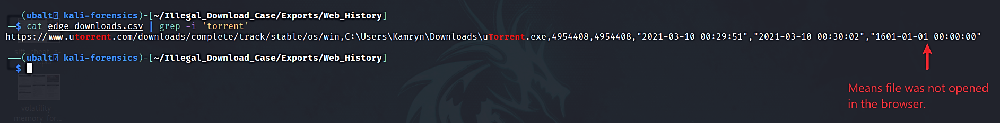 ┌──(ubalt㉿ kali-forensics)-[~/Illegal_Download_Case/Exports/Web_History]
└─$ cat edge_downloads.csv | grep -i 'torrent'
https://www.utorrent.com/downloads/complete/track/stable/os/win,C:\Users\Kamryn\Downloads\uTorrent.exe,4954408,4954408,"2021-03-10 00:29:51","2021-03-10 00:30:02","1601-01-01 00:00:00"
┌──(ubalt㉿ kali-forensics)-[~/Illegal_Download_Case/Exports/Web_History]
└─$
Means file was not opened
in the browser.
volatility-
memory-for...